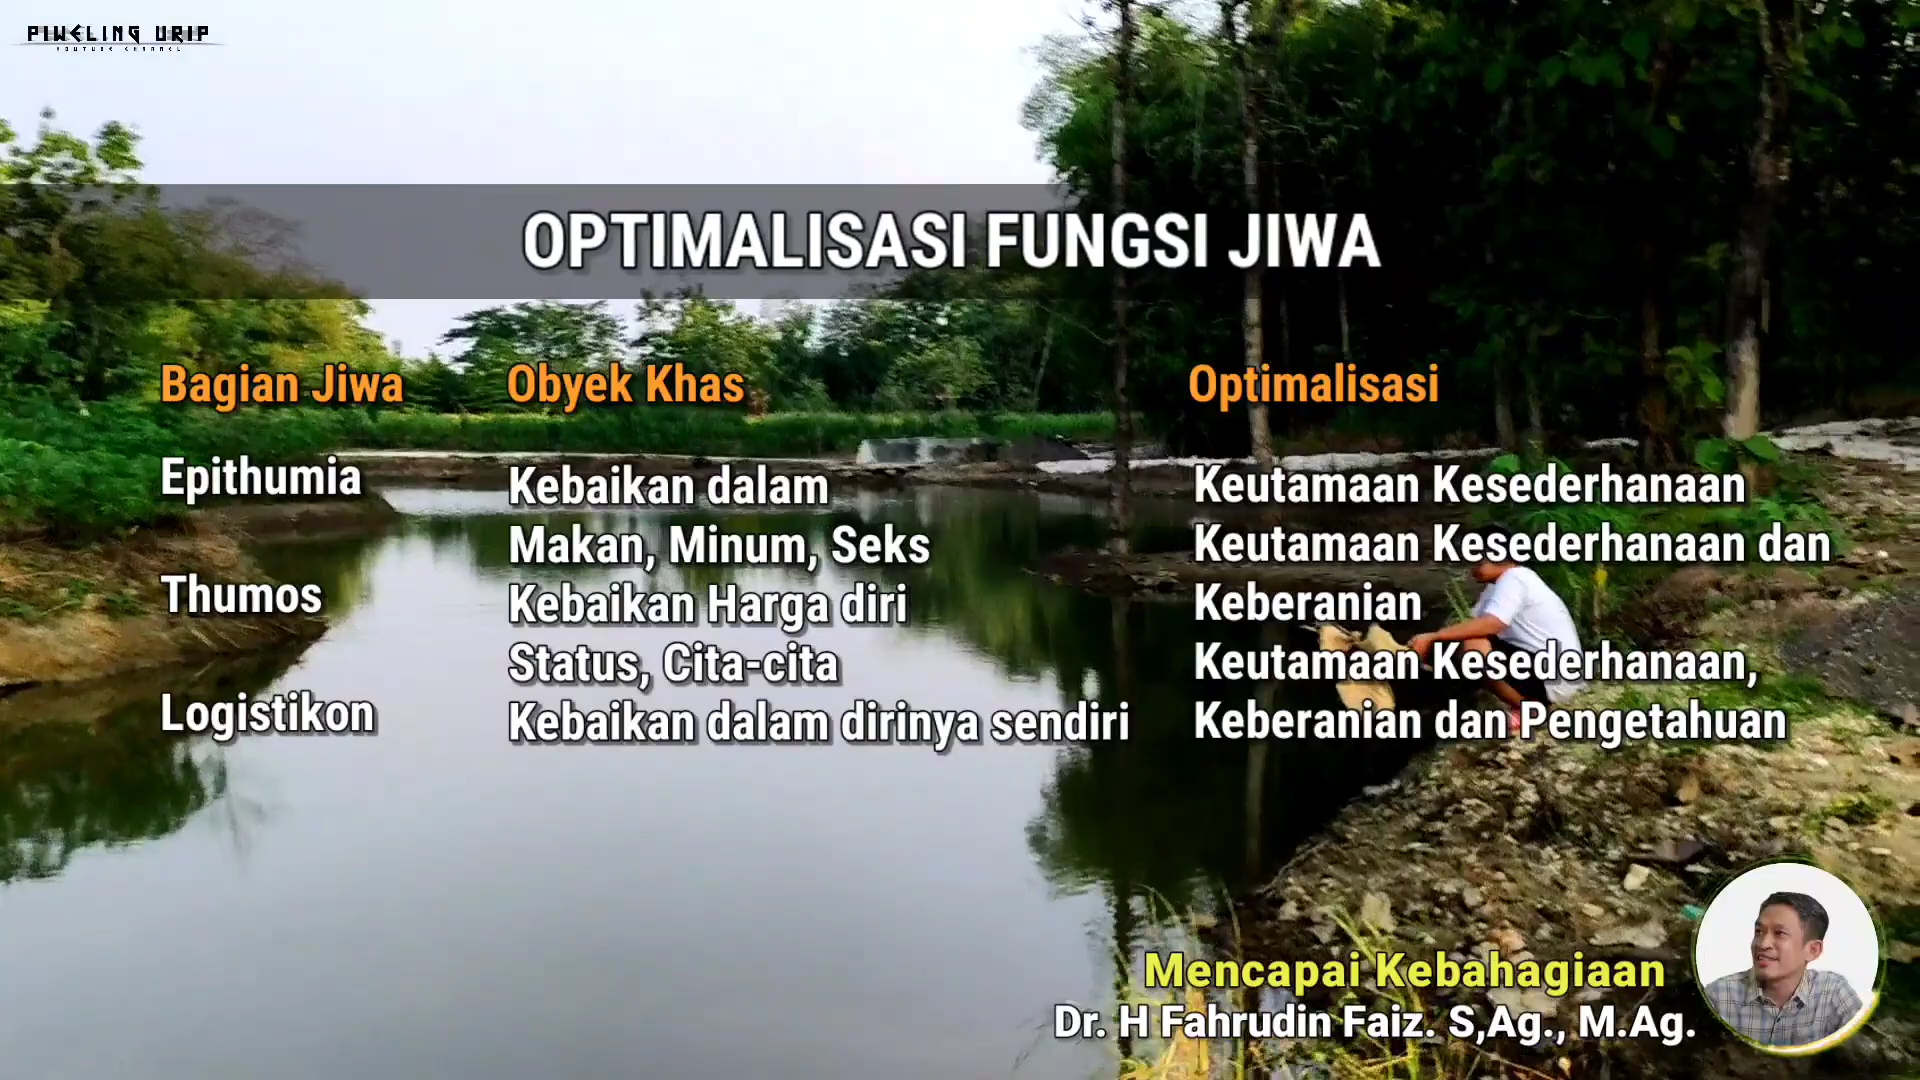 PIWELING URIP
YOUTUBE CHANNEL
OPTIMALISASI FUNGSI JIWA
Bagian Jiwa Obyek Khas Optimalisasi
Epithumia Kebaikan dalam Keutamaan Kesederhanaan
Makan, Minum, Seks Keutamaan Kesederhanaan dan
Thumos Kebaikan Harga diri Keberanian
Status, Cita-cita Keutamaan Kesederhanaan,
Logistikon Kebaikan dalam dirinya sendiri Keberanian dan Pengetahuan
Mencapai Kebahagiaan
Dr. H Fahrudin Faiz. S,Ag., M.Ag.